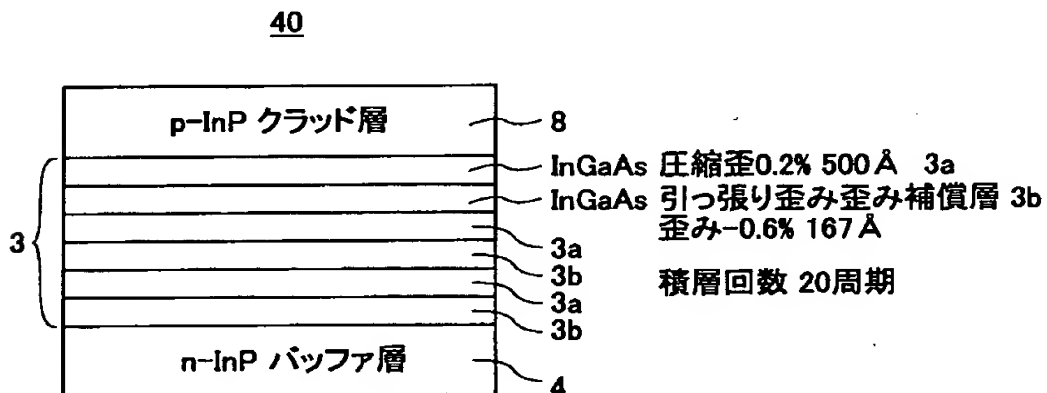 40
p-InP クラッド層
8
InGaAs 圧縮歪0.2% 500Å 3a
InGaAs 引っ張り歪み歪み補償層 3b
歪み-0.6% 167Å
3
3a
3b
積層回数 20周期
3a
3b
n-InP バッファ層
4